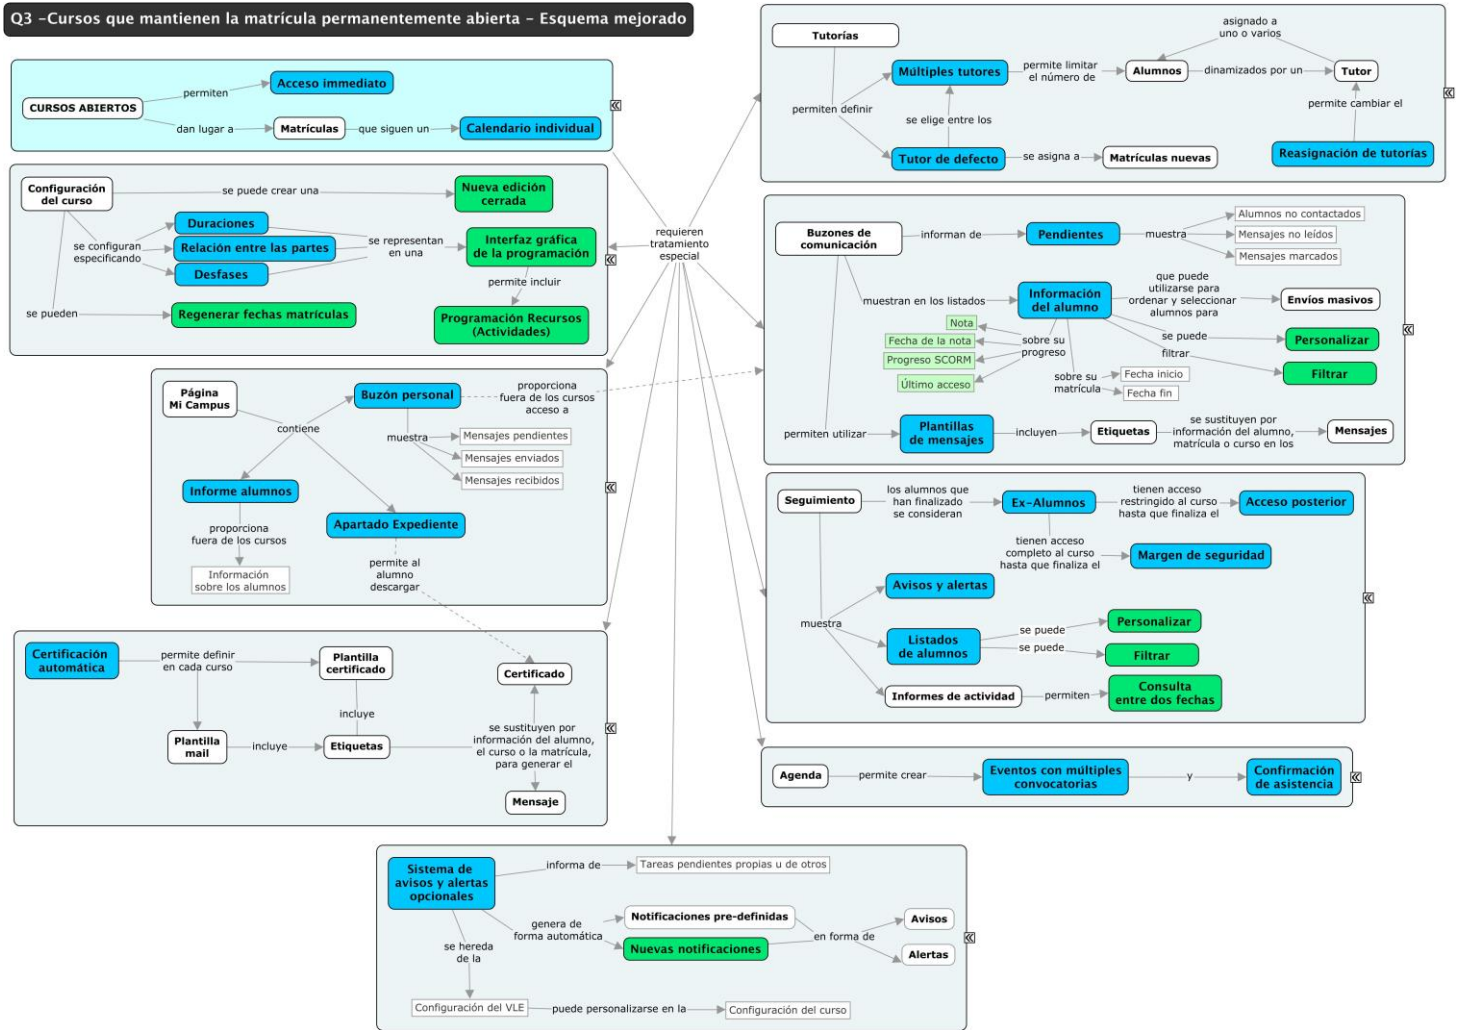 Q3 -Cursos que mantienen la matrícula permanentemente abierta - Esquema mejorado
CURSOS ABIERTOS
permiten
Acceso immediato
dan lugar a
Matrículas
que siguen un
Calendario individual
Configuración
del curso
se puede crear una
Nueva edición
cerrada
se configuran
especificando
Duraciones
Relación entre las partes
Desfases
se representan
en una
Interfaz gráfica
de la programación
permite incluir
Programación Recursos
(Actividades)
se pueden
Regenerar fechas matrículas
requieren
tratamiento
especial
Página
Mi Campus
contiene
Buzón personal
proporciona
fuera de los cursos
acceso a
muestra
Mensajes pendientes
Mensajes enviados
Mensajes recibidos
Informe alumnos
proporciona
fuera de los cursos
Información
sobre los alumnos
Apartado Expediente
permite al
alumno
descargar
Certificación
automática
permite definir
en cada curso
Plantilla
certificado
Certificado
incluye
Plantilla
mail
incluye
Etiquetas
se sustituyen por
información del alumno,
el curso o la matrícula,
para generar el
Mensaje
Tutorías
permiten definir
Múltiples tutores
permite limitar
el número de
Alumnos
dinamizados por un
Tutor
asignado a
uno o varios
permite cambiar el
Reasignación de tutorías
se elige entre los
Tutor de defecto
se asigna a
Matrículas nuevas
Buzones de
comunicación
informan de
Pendientes
muestra
Alumnos no contactados
Mensajes no leídos
Mensajes marcados
muestran en los listados
Información
del alumno
que puede
utilizarse para
ordenar y seleccionar
alumnos para
Envíos masivos
se puede
Personalizar
filtrar
Filtrar
sobre su
progreso
Nota
Fecha de la nota
Progreso SCORM
Último acceso
sobre su
matrícula
Fecha inicio
Fecha fin
permiten utilizar
Plantillas
de mensajes
incluyen
Etiquetas
se sustituyen por
información del alumno,
matrícula o curso en los
Mensajes
Seguimiento
los alumnos que
han finalizado
se consideran
Ex-Alumnos
tienen acceso
restringido al curso
hasta que finaliza el
Acceso posterior
tienen acceso
completo al curso
hasta que finaliza el
Margen de seguridad
muestra
Avisos y alertas
Listados
de alumnos
se puede
Personalizar
se puede
Filtrar
Informes de actividad
permiten
Consulta
entre dos fechas
Agenda
permite crear
Eventos con múltiples
convocatorias
y
Confirmación
de asistencia
Sistema de
avisos y alertas
opcionales
informa de
Tareas pendientes propias u de otros
genera de
forma automática
Notificaciones pre-definidas
Nuevas notificaciones
en forma de
Avisos
Alertas
se hereda
de la
Configuración del VLE
puede personalizarse en la
Configuración del curso